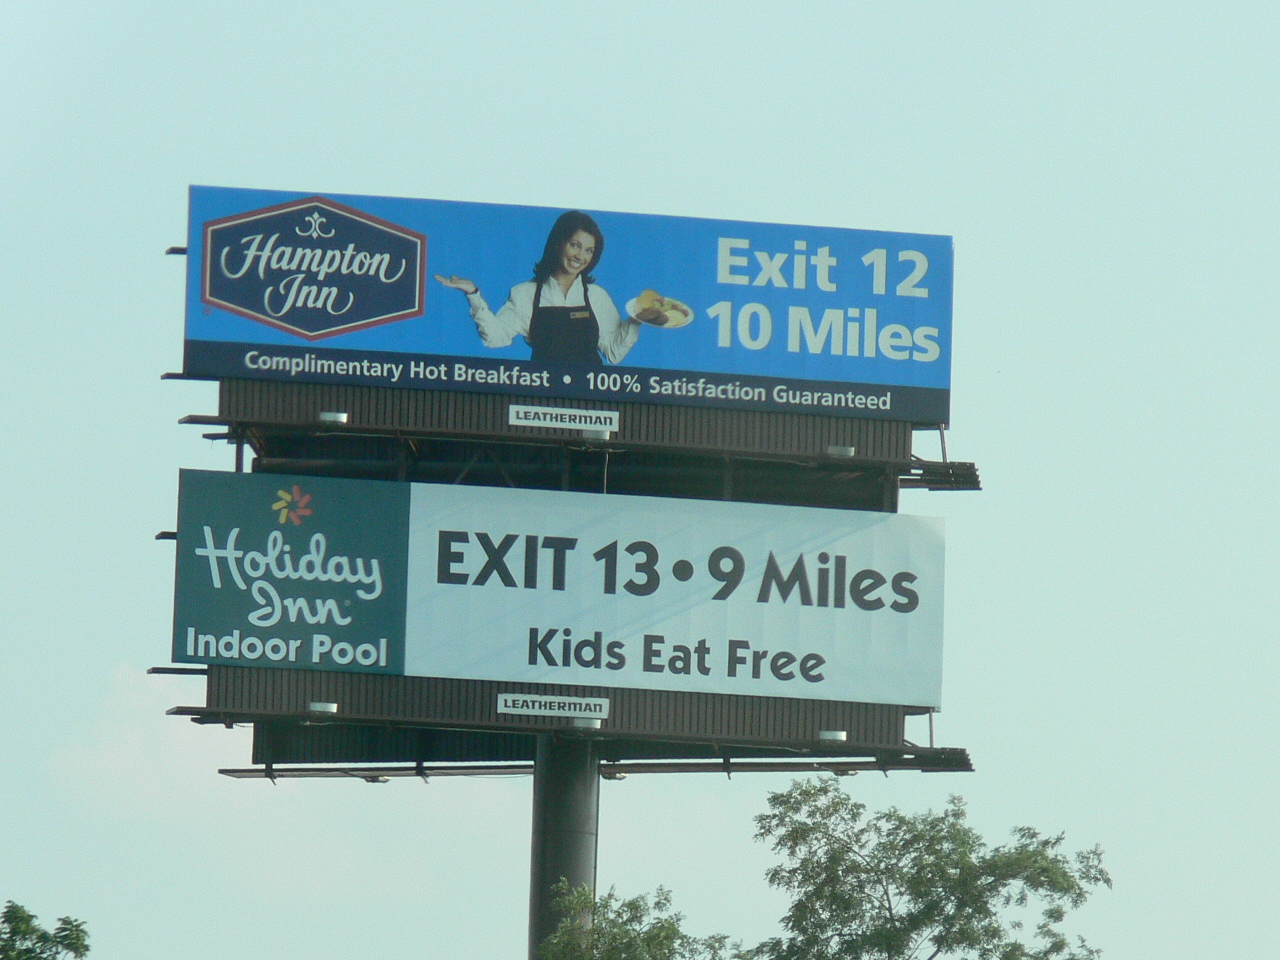 Hampton
Inn
Exit 12
10 Miles
Complimentary Hot Breakfast • 100% Satisfaction Guaranteed
LEATHERMAN
Holiday
Inn
Indoor Pool
EXIT 13 • 9 Miles
Kids Eat Free
LEATHERMAN